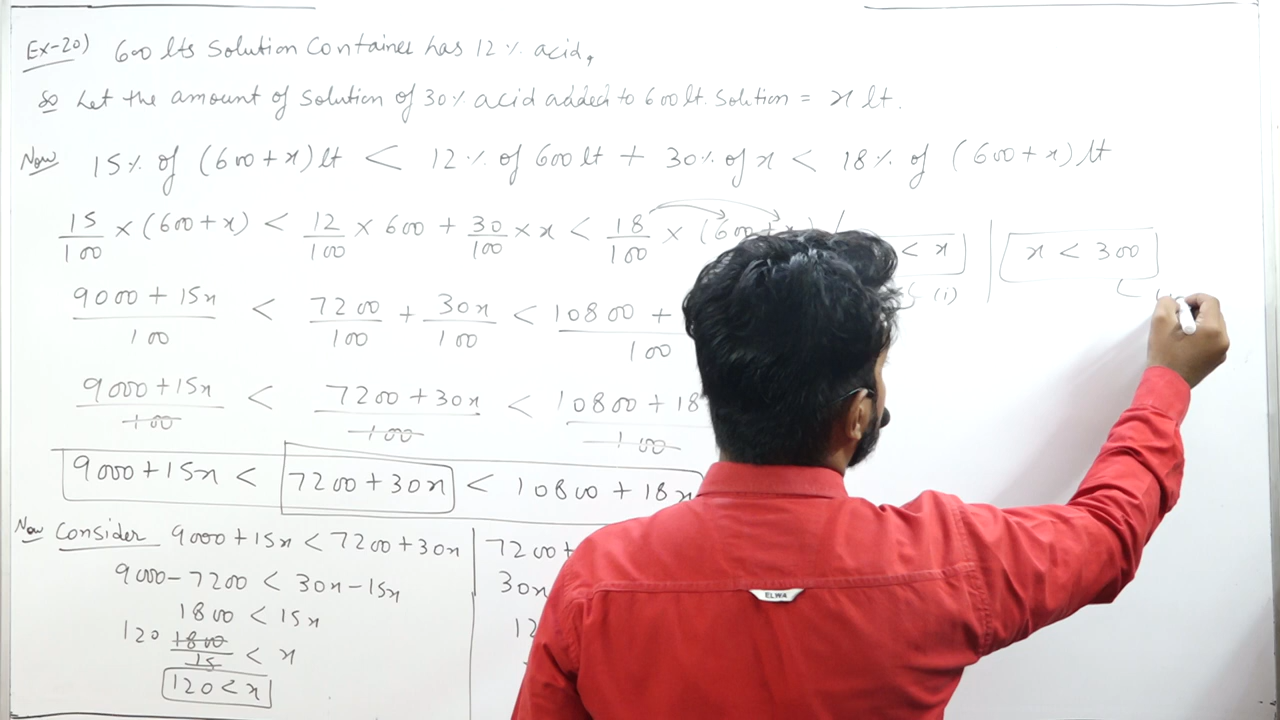 Ex-20) 600 lts solution container has 12% acid,
So Let the amount of solution of 30% acid added to 600 lt. solution = x lt.
Now 15% of (600+x) lt < 12% of 600 lt + 30% of x < 18% of (600+x) lt
15/100 × (600+x) < 12/100 × 600 + 30/100 × x < 18/100 × (600+x)
9000 + 15x / 100 < 7200/100 + 30x/100 < 10800 + / 100
9000+15x / 100 < 7200+30x / 100 < 10800+18 / 100
9000+15x < 7200+30x < 10800+18x
Now Consider 9000+15x < 7200+30x
9000-7200 < 30x-15x
1800 < 15x
120 1800/15 < x
120 < x
7200+
30x
12
< x
(i)
x < 300
ELWA